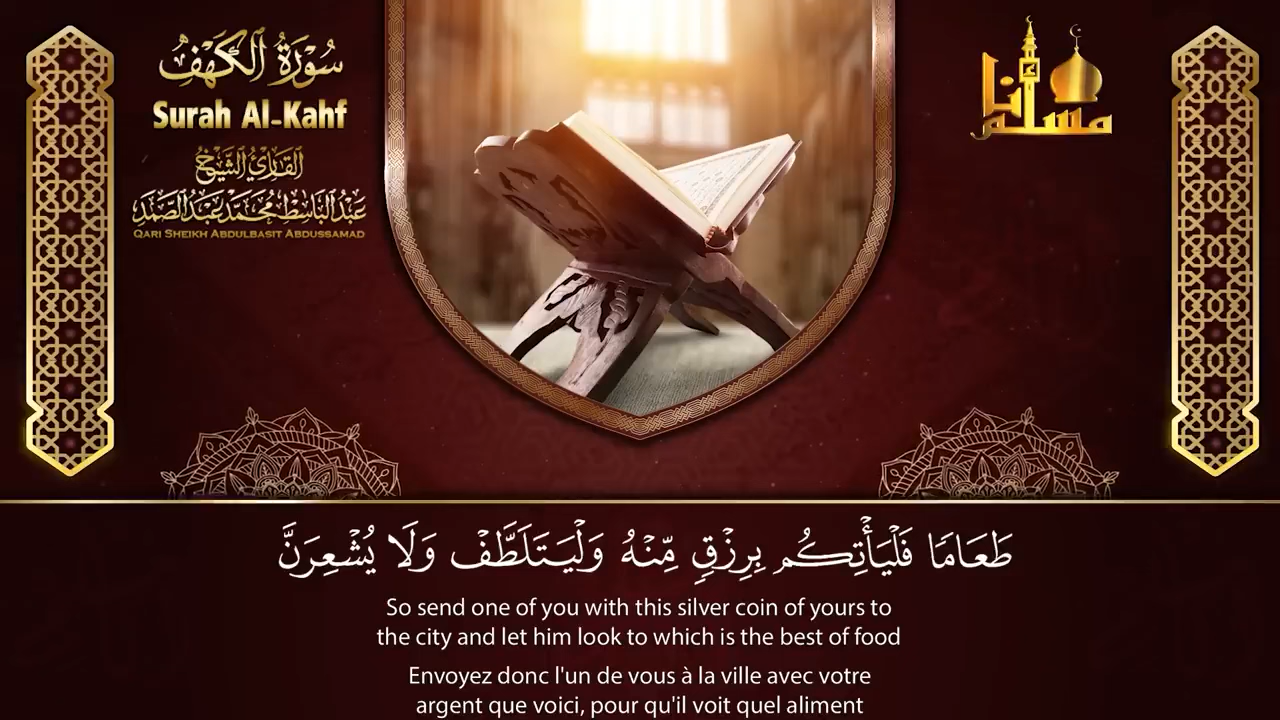 سُورَةُ الكَهْف
Surah Al-Kahf
القارئ الشيخ
عبد الباسط محمد عبد الصمد
QARI SHEIKH ABDULBASIT ABDUSSAMAD
أنا
مسلم
طَعَامًا فَلْيَأْتِكُم بِرِزْقٍ مِّنْهُ وَلْيَتَلَطَّفْ وَلَا يُشْعِرَنَّ
So send one of you with this silver coin of yours to
the city and let him look to which is the best of food
Envoyez donc l'un de vous à la ville avec votre
argent que voici, pour qu'il voit quel aliment